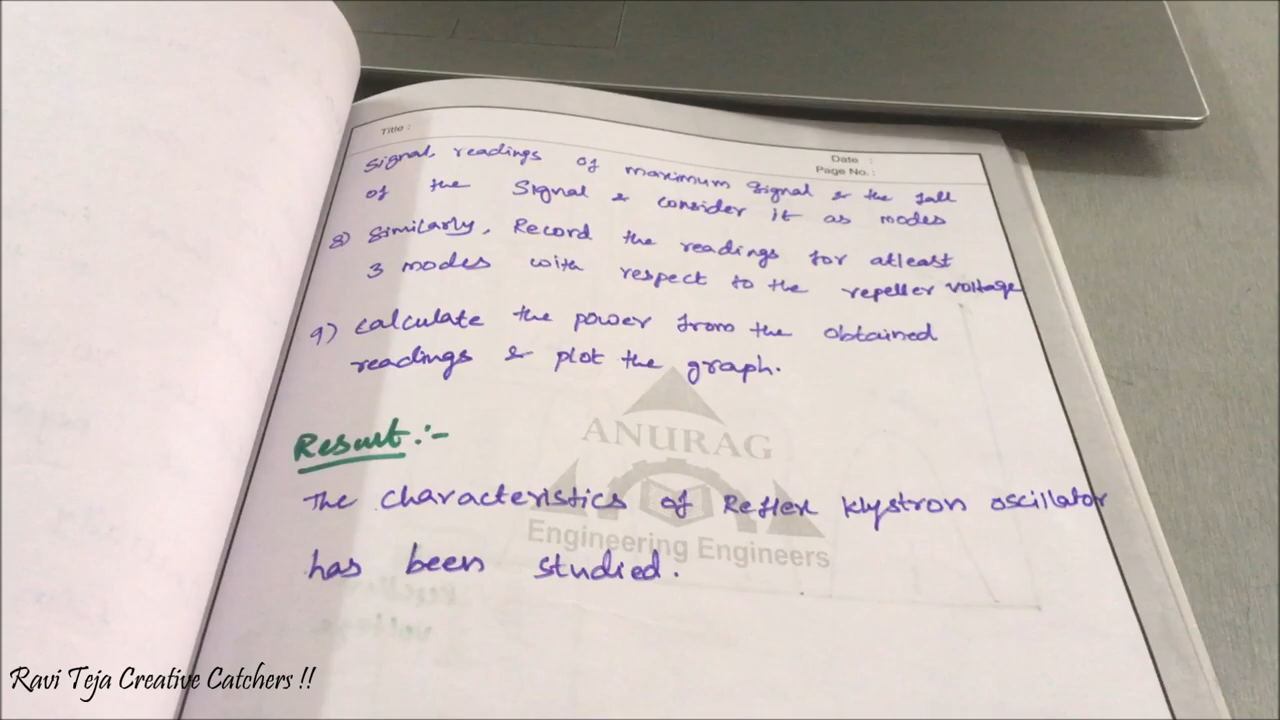 Title :
Date :
Page No. :
signal, readings of maximum signal & the fall
of the signal & consider it as modes
8) Similarly, Record the readings for atleast
3 modes with respect to the repeller voltage
9) Calculate the power from the obtained
readings & plot the graph.
Result :-
The characteristics of Reflex Klystron oscillator
has been studied.
ANURAG
Engineering Engineers
Ravi Teja Creative Catchers !!